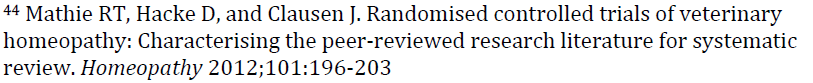 44 Mathie RT, Hacke D, and Clausen J. Randomised controlled trials of veterinary
homeopathy: Characterising the peer-reviewed research literature for systematic
review. Homeopathy 2012;101:196-203